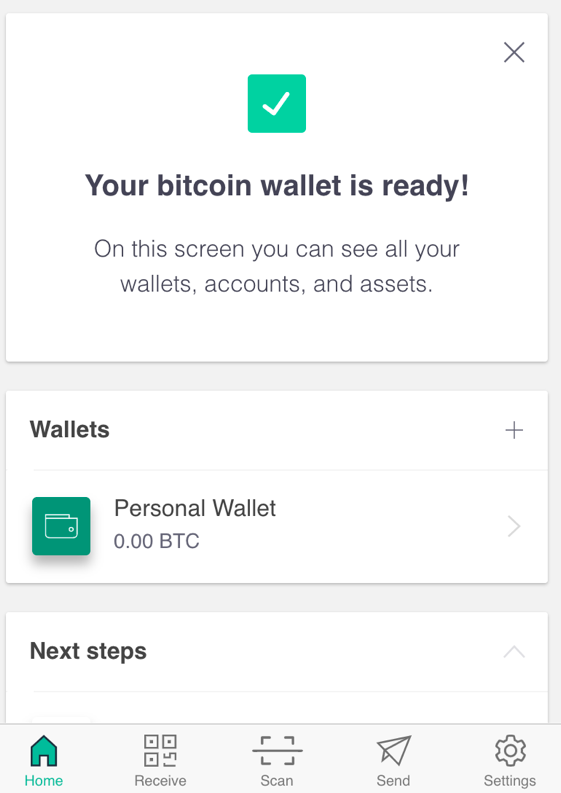 Your bitcoin wallet is ready!
On this screen you can see all your
wallets, accounts, and assets.
Wallets
Personal Wallet
0.00 BTC
Next steps
Home
Receive
Scan
Send
Settings